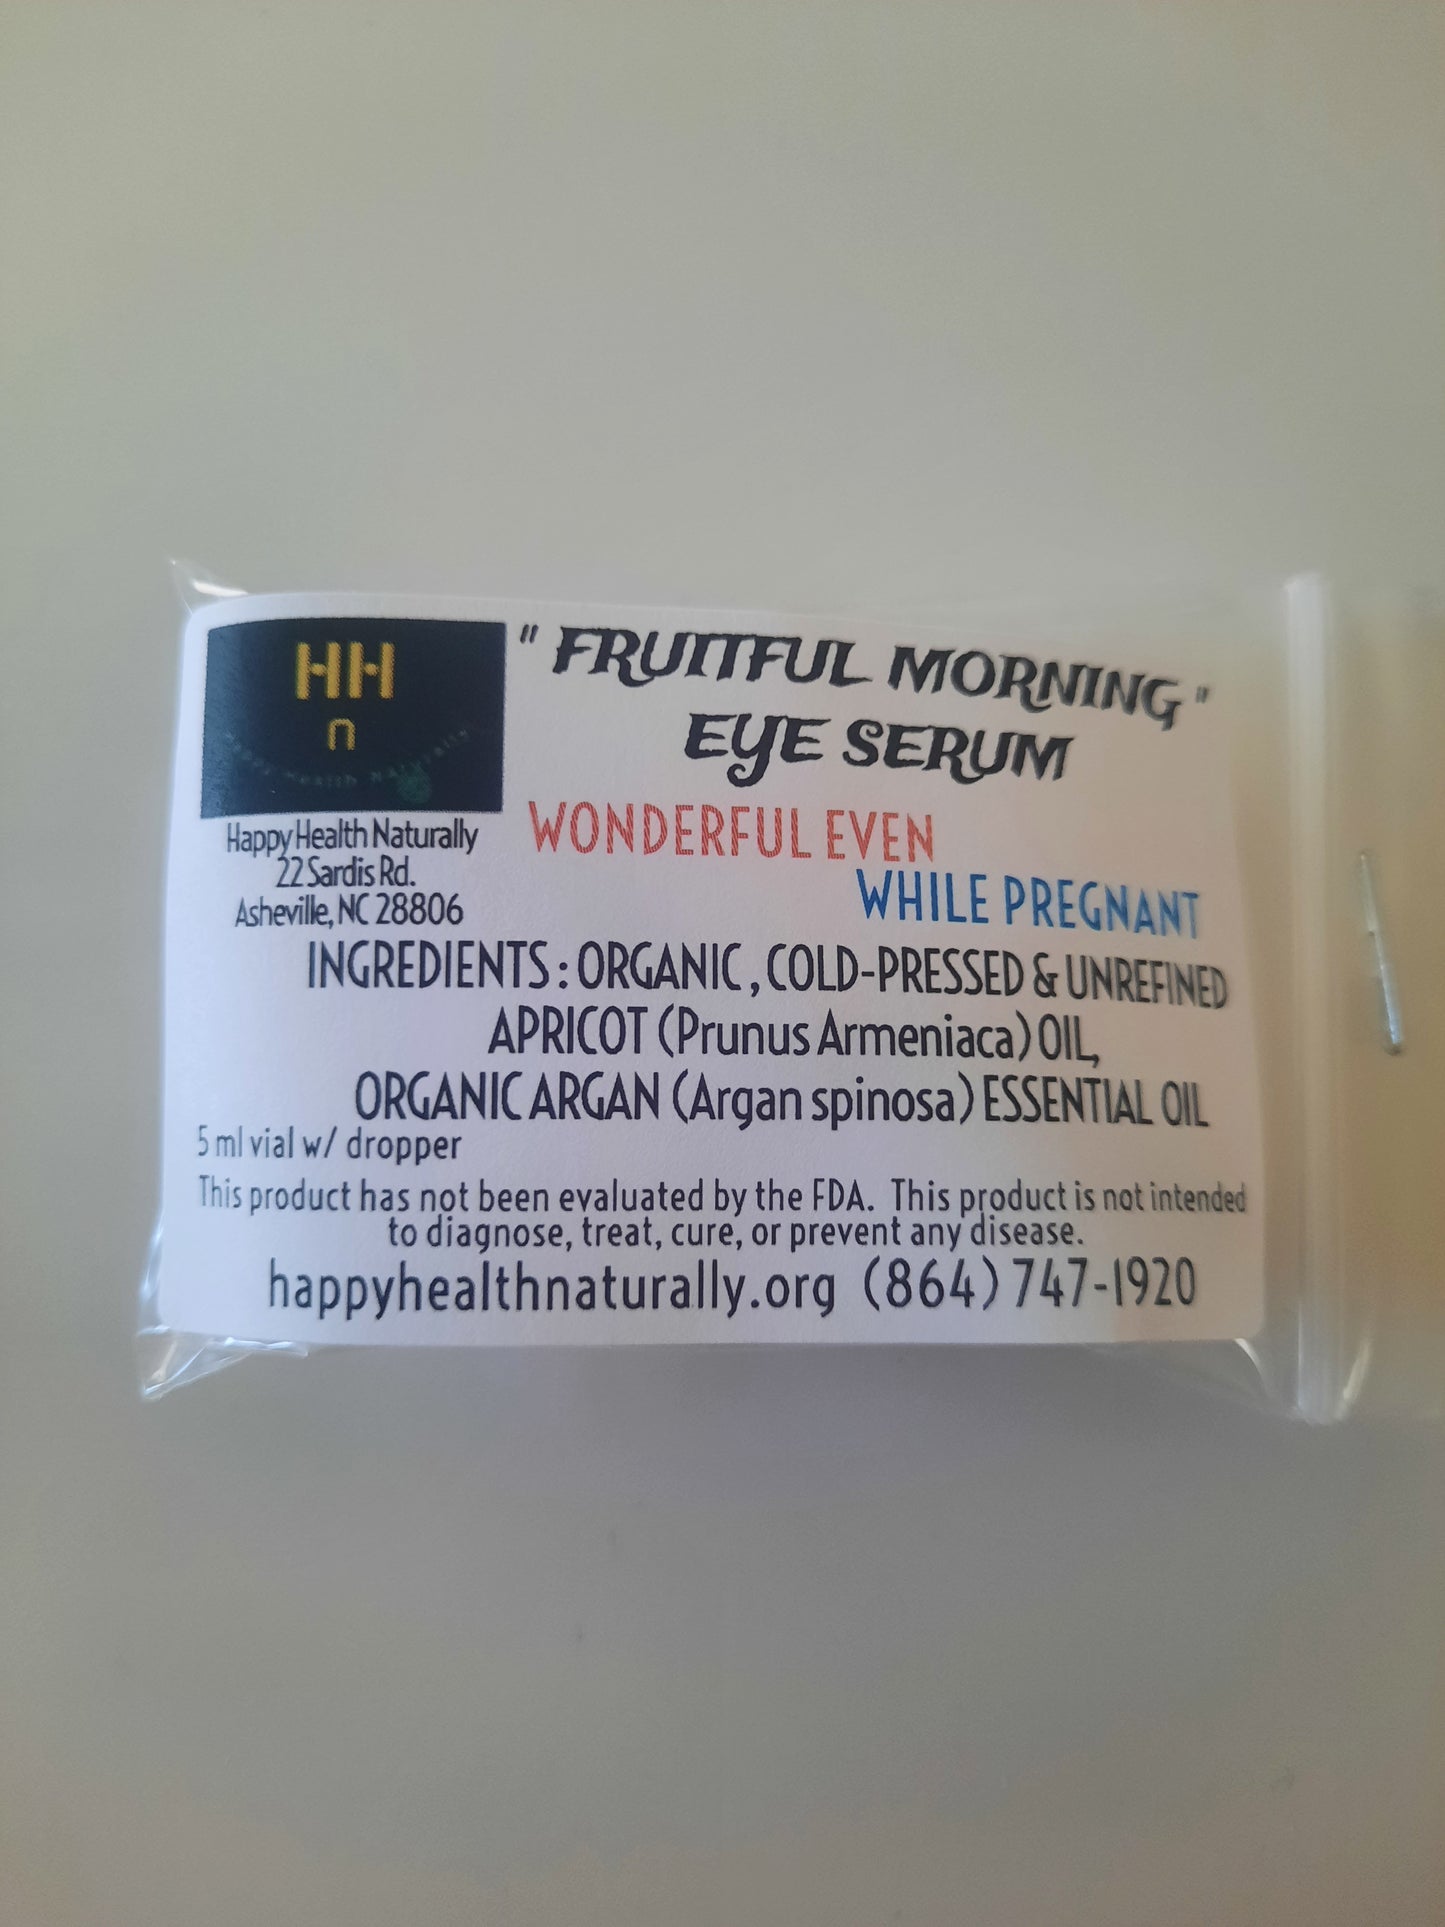 HH
n
Happy Health Naturally
" FRUITFUL MORNING "
EYE SERUM
WONDERFUL EVEN
WHILE PREGNANT
Happy Health Naturally
22 Sardis Rd.
Asheville, NC 28806
INGREDIENTS : ORGANIC , COLD-PRESSED & UNREFINED
APRICOT (Prunus Armeniaca) OIL,
ORGANIC ARGAN (Argan spinosa) ESSENTIAL OIL
5 ml vial w/ dropper
This product has not been evaluated by the FDA. This product is not intended
to diagnose, treat, cure, or prevent any disease.
happyhealthnaturally.org (864) 747-1920